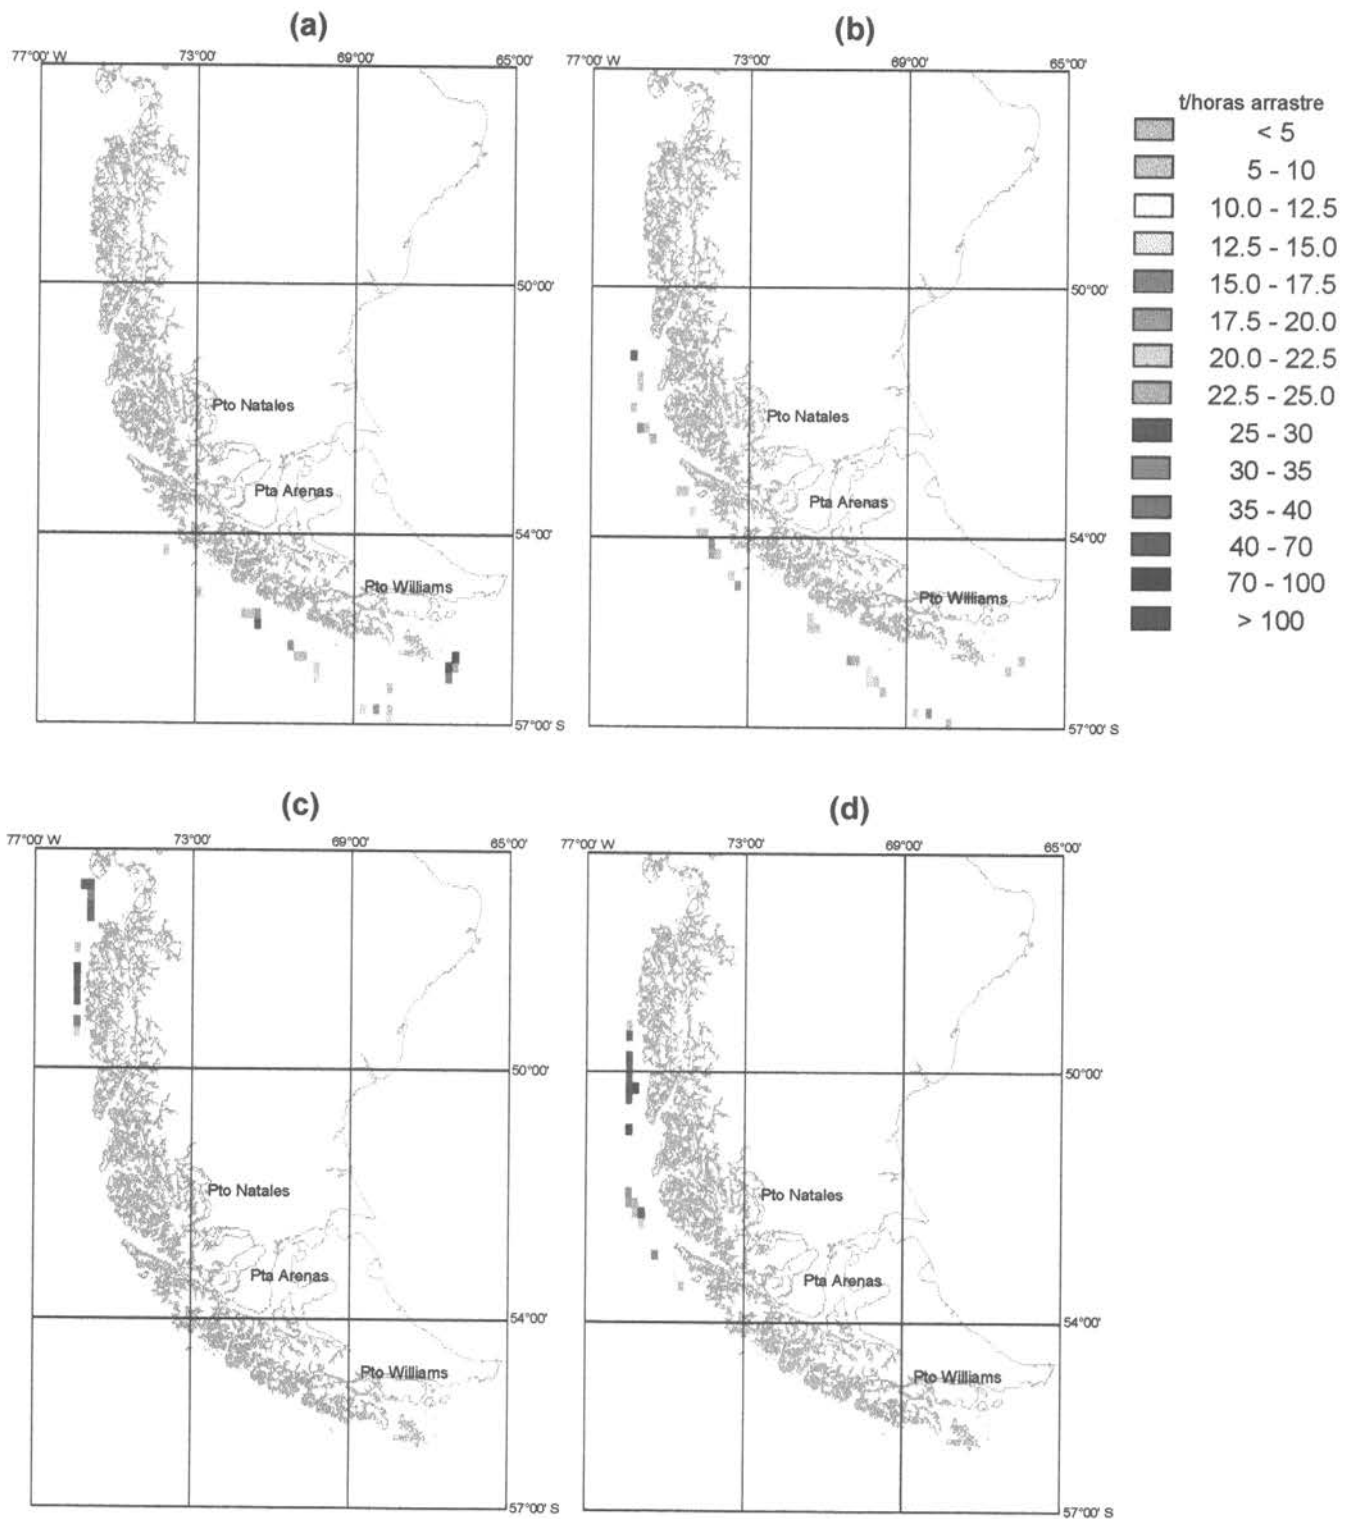 (a)
77°00' W 73°00' 69°00' 65°00'
50°00'
Pto Natales
Pta Arenas
54°00'
Pto Williams
57°00' S
(b)
77°00' W 73°00' 69°00' 65°00'
50°00'
Pto Natales
Pta Arenas
54°00'
Pto Williams
57°00' S
t/horas arrastre
< 5
5 - 10
10.0 - 12.5
12.5 - 15.0
15.0 - 17.5
17.5 - 20.0
20.0 - 22.5
22.5 - 25.0
25 - 30
30 - 35
35 - 40
40 - 70
70 - 100
> 100
(c)
77°00' W 73°00' 69°00' 65°00'
50°00'
Pto Natales
Pta Arenas
54°00'
Pto Williams
57°00' S
(d)
77°00' W 73°00' 69°00' 65°00'
50°00'
Pto Natales
Pta Arenas
54°00'
Pto Williams
57°00' S